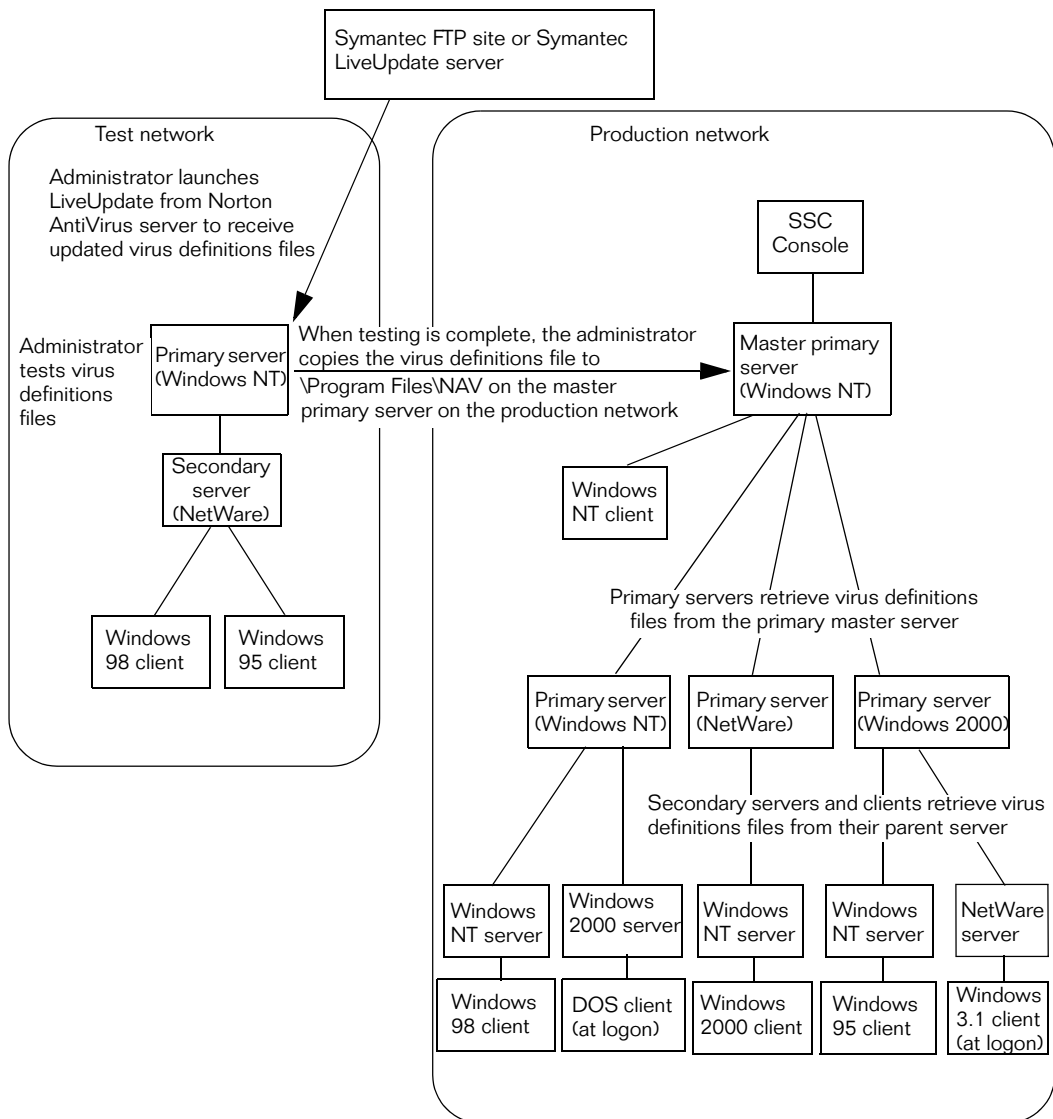 Symantec FTP site or Symantec
LiveUpdate server
Test network
Production network
Administrator launches
LiveUpdate from Norton
AntiVirus server to receive
updated virus definitions files
SSC
Console
Administrator
tests virus
definitions
files
Primary server
(Windows NT)
When testing is complete, the administrator
copies the virus definitions file to
\Program Files\NAV on the master
primary server on the production network
Master primary
server
(Windows NT)
Secondary
server
(NetWare)
Windows
NT client
Windows
98 client
Windows
95 client
Primary servers retrieve virus definitions
files from the primary master server
Primary server
(Windows NT)
Primary server
(NetWare)
Primary server
(Windows 2000)
Secondary servers and clients retrieve virus
definitions files from their parent server
Windows
NT server
Windows
2000 server
Windows
NT server
Windows
NT server
NetWare
server
Windows
98 client
DOS client
(at logon)
Windows
2000 client
Windows
95 client
Windows
3.1 client
(at logon)